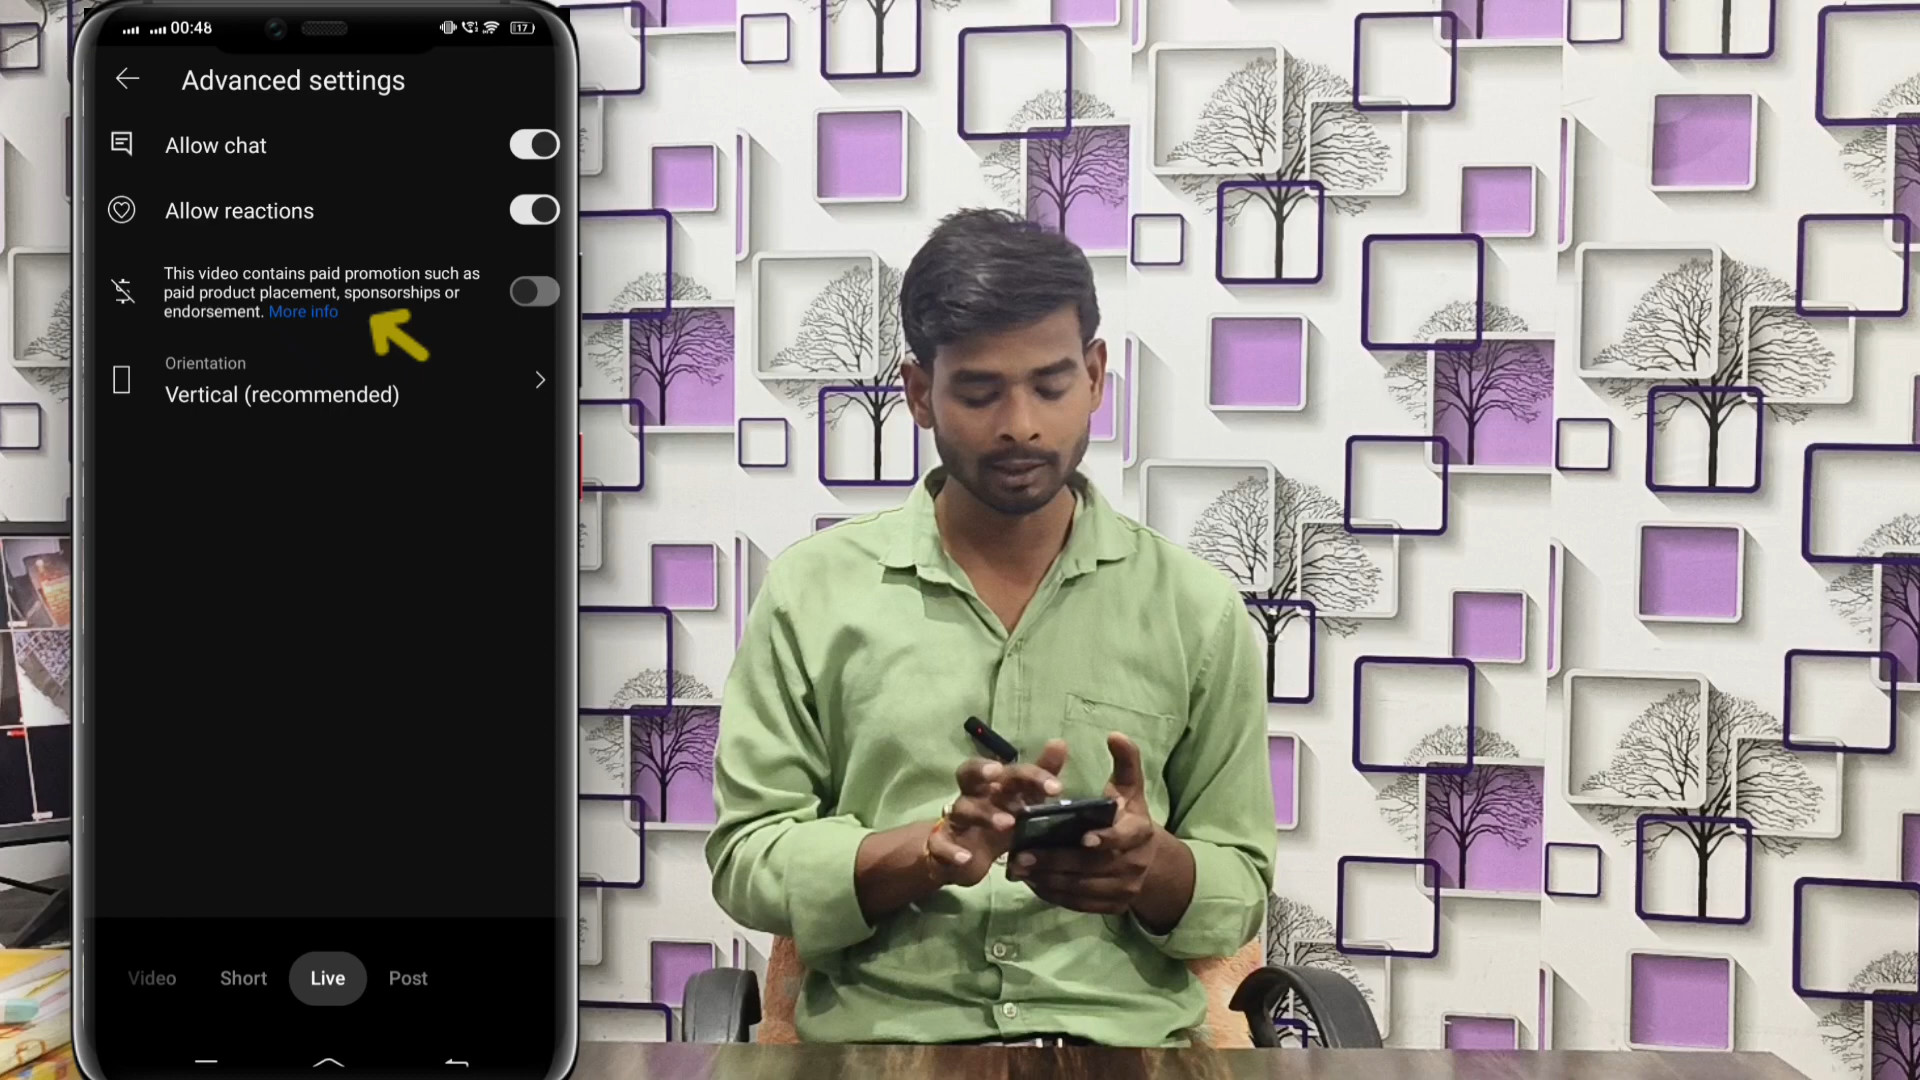 00:48
17
Advanced settings
Allow chat
Allow reactions
This video contains paid promotion such as
paid product placement, sponsorships or
endorsement. More info
Orientation
Vertical (recommended)
Video Short Live Post